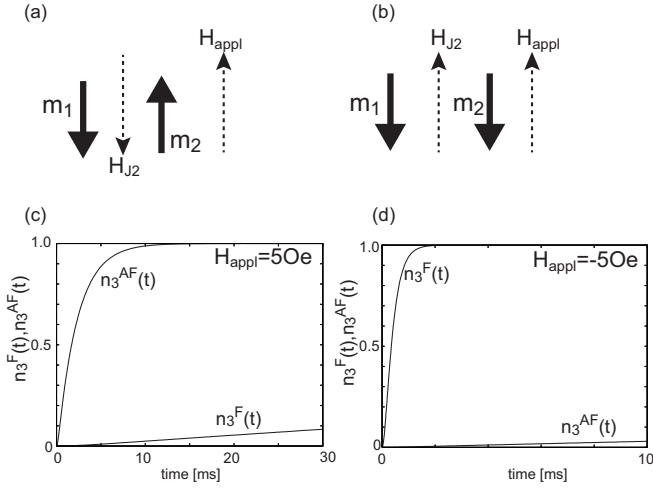 (a)
(b)
H_appl
H_J2
H_appl
m_1
m_2
H_J2
m_1
m_2
(c)
(d)
1.0
0.5
0
n_3^F(t),n_3^AF(t)
H_appl=5Oe
n_3^AF(t)
n_3^F(t)
0 10 20 30
time [ms]
1.0
0.5
0
n_3^F(t),n_3^AF(t)
H_appl=-5Oe
n_3^F(t)
n_3^AF(t)
0 10
time [ms]